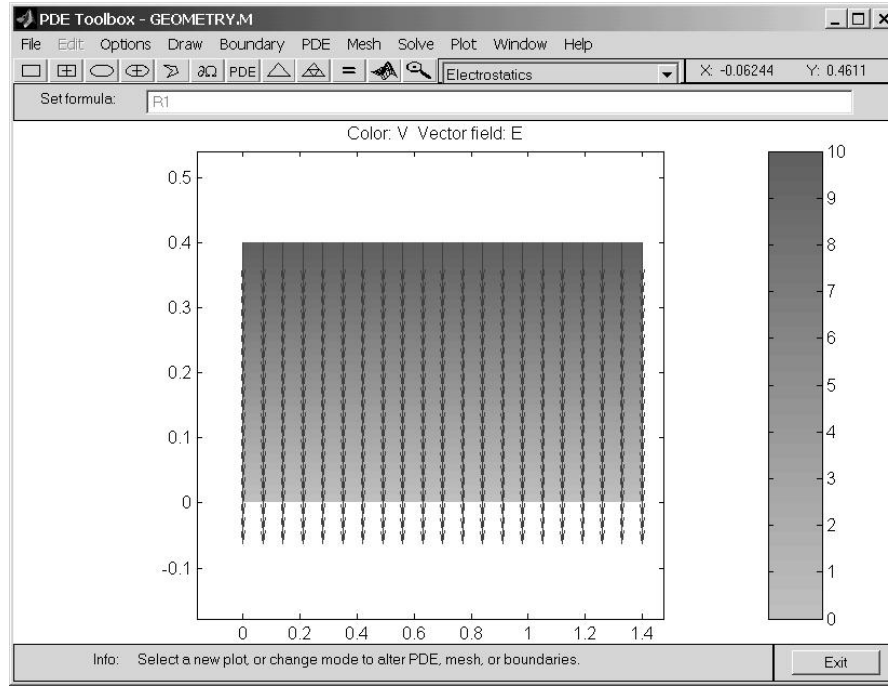 PDE Toolbox - GEOMETRY.M
File Edit Options Draw Boundary PDE Mesh Solve Plot Window Help
∂Ω PDE = Electrostatics X: -0.06244 Y: 0.4611
Set formula: R1
Color: V Vector field: E
0.5
0.4
0.3
0.2
0.1
0
-0.1
0 0.2 0.4 0.6 0.8 1 1.2 1.4
10
9
8
7
6
5
4
3
2
1
0
Info: Select a new plot, or change mode to alter PDE, mesh, or boundaries. Exit